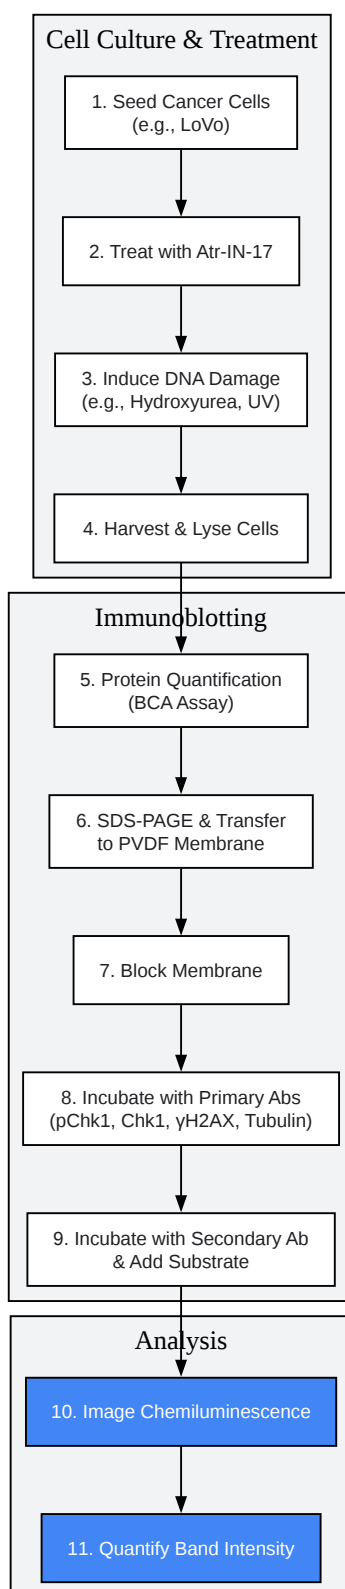 Cell Culture & Treatment
1. Seed Cancer Cells
(e.g., LoVo)
2. Treat with Atr-IN-17
3. Induce DNA Damage
(e.g., Hydroxyurea, UV)
4. Harvest & Lyse Cells
Immunoblotting
5. Protein Quantification
(BCA Assay)
6. SDS-PAGE & Transfer
to PVDF Membrane
7. Block Membrane
8. Incubate with Primary Abs
(pChk1, Chk1, γH2AX, Tubulin)
9. Incubate with Secondary Ab
& Add Substrate
Analysis
10. Image Chemiluminescence
11. Quantify Band Intensity